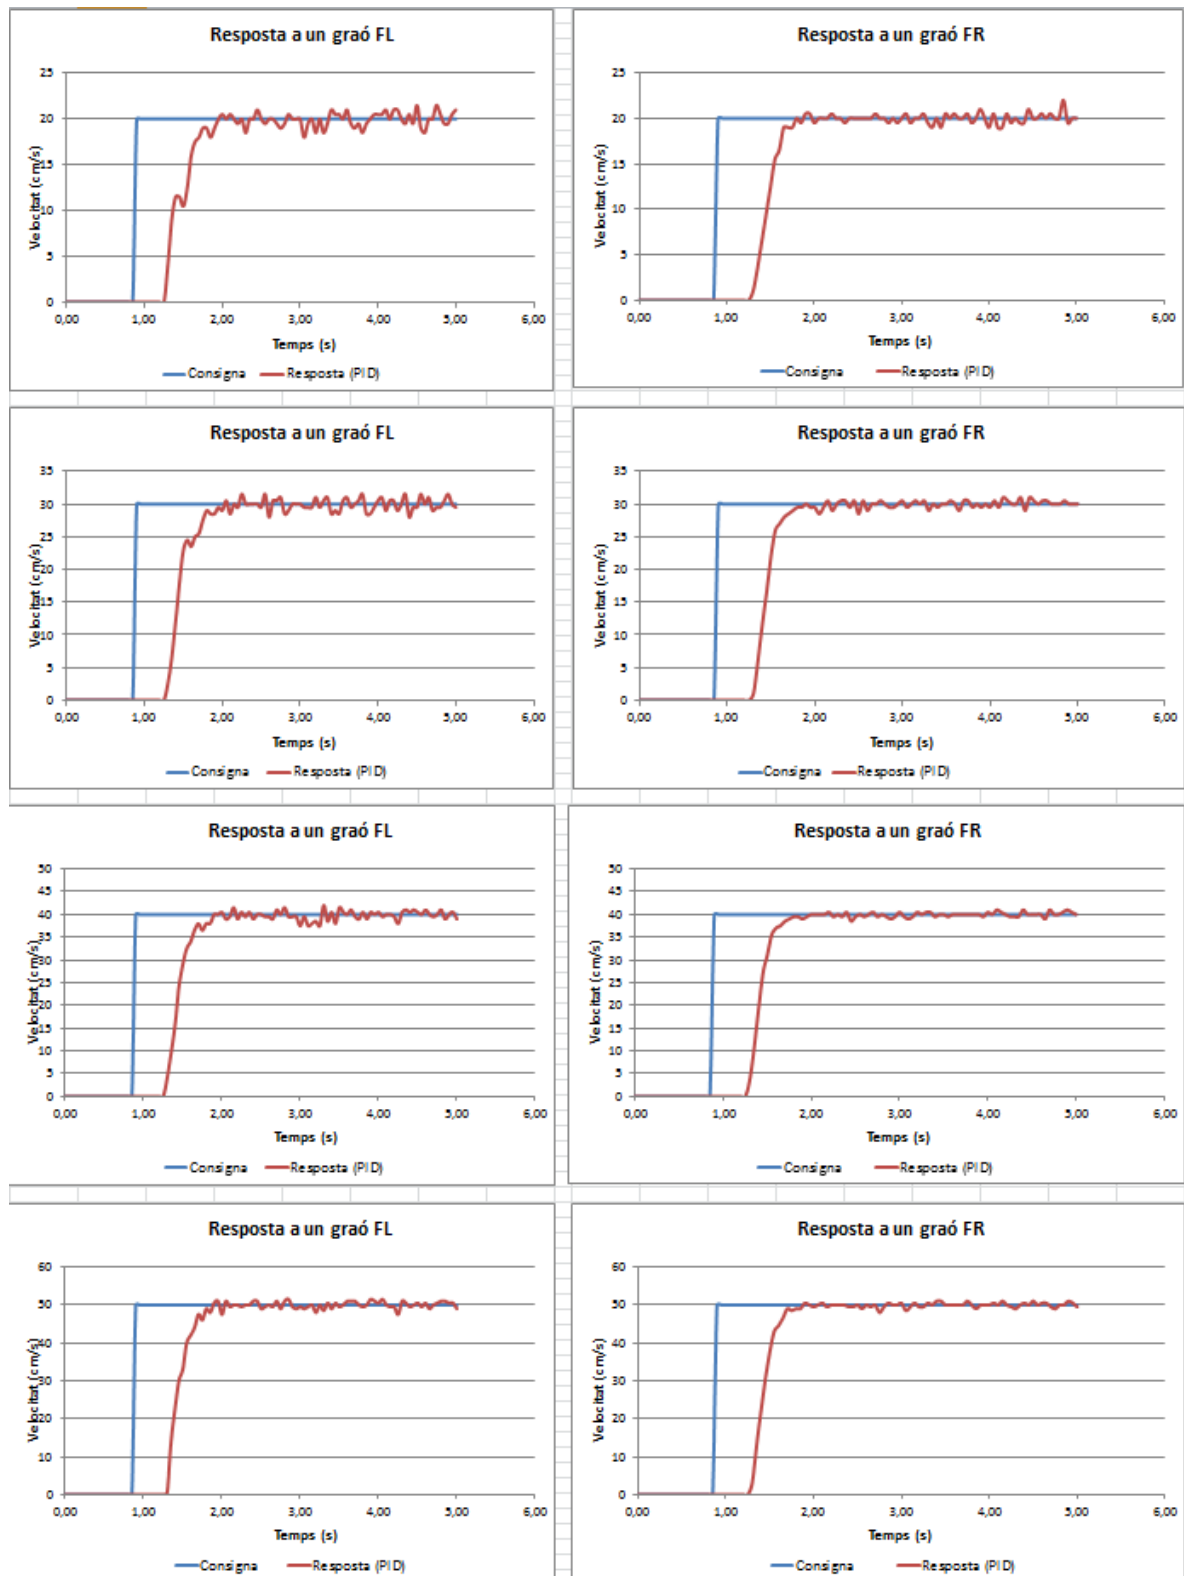 Resposta a un graó FL
25
20
15
10
5
0
Velocitat (cm/s)
0,00 1,00 2,00 3,00 4,00 5,00 6,00
Temps (s)
Consigna Resposta (PID)
Resposta a un graó FR
25
20
15
10
5
0
Velocitat (cm/s)
0,00 1,00 2,00 3,00 4,00 5,00 6,00
Temps (s)
Consigna Resposta (PID)
Resposta a un graó FL
35
30
25
20
15
10
5
0
Velocitat (cm/s)
0,00 1,00 2,00 3,00 4,00 5,00 6,00
Temps (s)
Consigna Resposta (PID)
Resposta a un graó FR
35
30
25
20
15
10
5
0
Velocitat (cm/s)
0,00 1,00 2,00 3,00 4,00 5,00 6,00
Temps (s)
Consigna Resposta (PID)
Resposta a un graó FL
50
45
40
35
30
25
20
15
10
5
0
Velocitat (cm/s)
0,00 1,00 2,00 3,00 4,00 5,00 6,00
Temps (s)
Consigna Resposta (PID)
Resposta a un graó FR
50
45
40
35
30
25
20
15
10
5
0
Velocitat (cm/s)
0,00 1,00 2,00 3,00 4,00 5,00 6,00
Temps (s)
Consigna Resposta (PID)
Resposta a un graó FL
60
50
40
30
20
10
0
Velocitat (cm/s)
0,00 1,00 2,00 3,00 4,00 5,00 6,00
Temps (s)
Consigna Resposta (PID)
Resposta a un graó FR
60
50
40
30
20
10
0
Velocitat (cm/s)
0,00 1,00 2,00 3,00 4,00 5,00 6,00
Temps (s)
Consigna Resposta (PID)